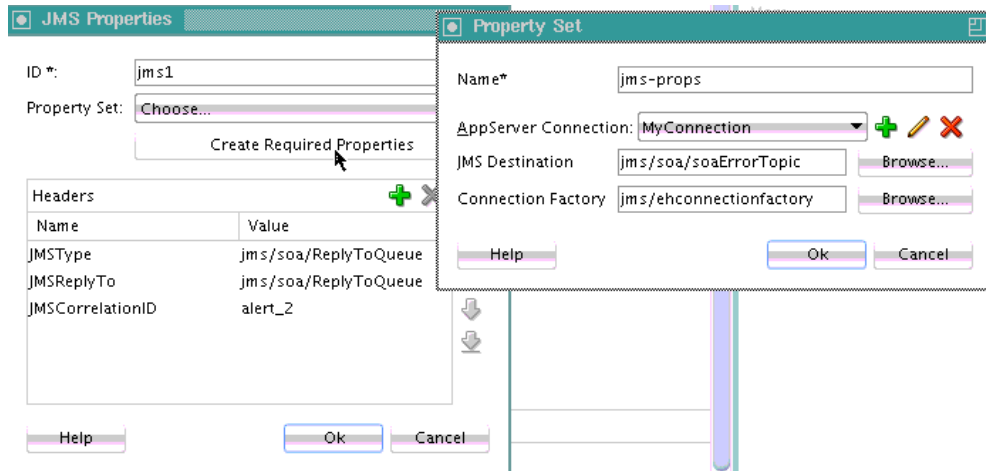 JMS Properties
ID *:
jms1
Property Set:
Choose...
Create Required Properties
Headers
Name
Value
JMSType
jms/soa/ReplyToQueue
JMSReplyTo
jms/soa/ReplyToQueue
JMSCorrelationID
alert_2
Help
Ok
Cancel
Property Set
Name*
jms-props
AppServer Connection:
MyConnection
JMS Destination
jms/soa/soaErrorTopic
Browse...
Connection Factory
jms/ehconnectionfactory
Browse...
Help
Ok
Cancel